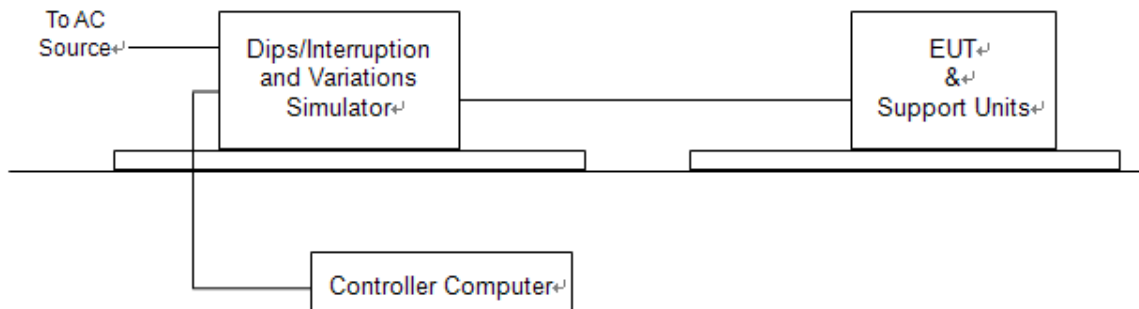 To AC
Source↵
Dips/Interruption
and Variations
Simulator↵
EUT↵
&↵
Support Units↵
Controller Computer↵